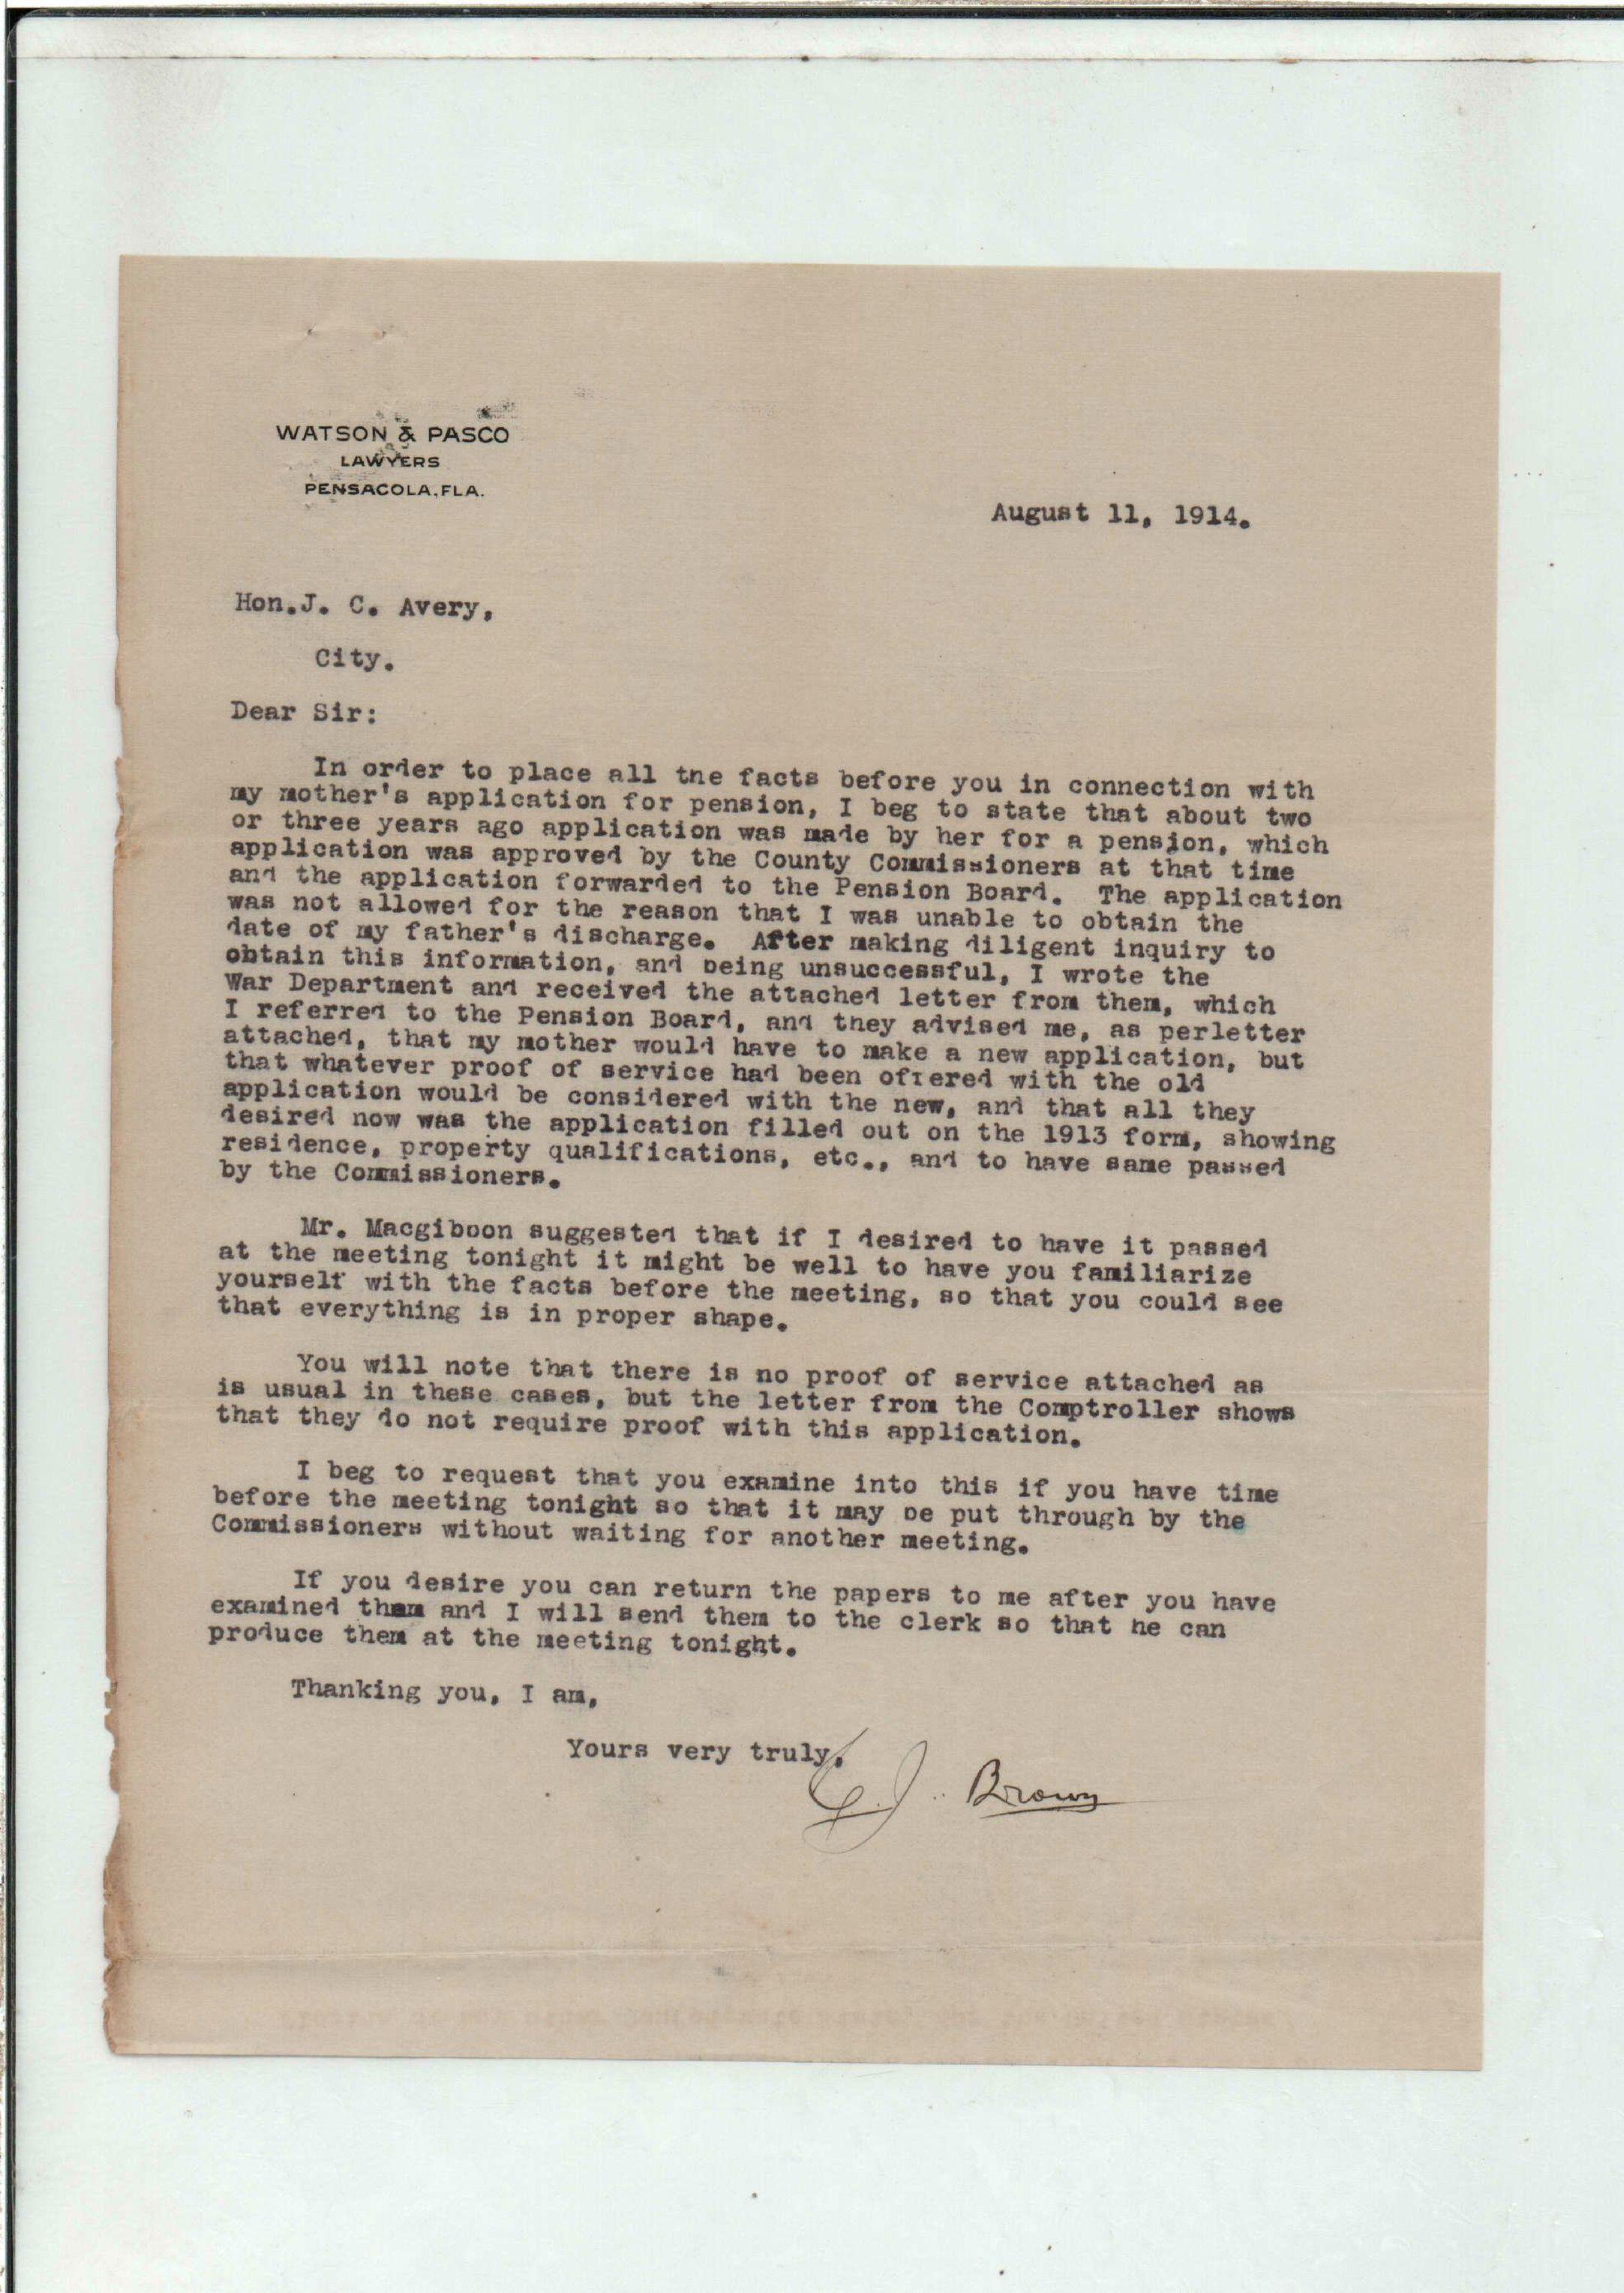 WATSON & PASCO
LAWYERS
PENSACOLA, FLA.
August 11, 1914.
Hon.J. C. Avery,
City.
Dear Sir:
In order to place all the facts before you in connection with
my mother's application for pension, I beg to state that about two
or three years ago application was made by her for a pension, which
application was approved by the County Commissioners at that time
and the application forwarded to the Pension Board. The application
was not allowed for the reason that I was unable to obtain the
date of my father's discharge. After making diligent inquiry to
obtain this information, and being unsuccessful, I wrote the
War Department and received the attached letter from them, which
I referred to the Pension Board, and they advised me, as perletter
attached, that my mother would have to make a new application, but
that whatever proof of service had been offered with the old
application would be considered with the new, and that all they
desired now was the application filled out on the 1913 form, showing
residence, property qualifications, etc., and to have same passed
by the Commissioners.
Mr. Macgibbon suggested that if I desired to have it passed
at the meeting tonight it might be well to have you familiarize
yourself with the facts before the meeting, so that you could see
that everything is in proper shape.
You will note that there is no proof of service attached as
is usual in these cases, but the letter from the Comptroller shows
that they do not require proof with this application.
I beg to request that you examine into this if you have time
before the meeting tonight so that it may be put through by the
Commissioners without waiting for another meeting.
If you desire you can return the papers to me after you have
examined them and I will send them to the clerk so that he can
produce them at the meeting tonight.
Thanking you, I am,
Yours very truly,
Brown